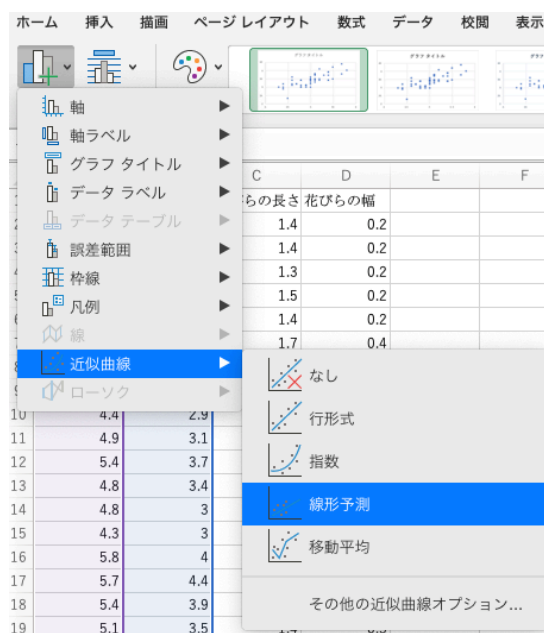 ホーム 挿入 描画 ページ レイアウト 数式 データ 校閲 表示
グラフ タイトル
軸
軸ラベル
グラフ タイトル
データ ラベル
データ テーブル
誤差範囲
枠線
凡例
線
近似曲線
ローソク
なし
行形式
指数
線形予測
移動平均
その他の近似曲線オプション...
C D E F
らの長さ 花びらの幅
1.4 0.2
1.4 0.2
1.3 0.2
1.5 0.2
1.4 0.2
1.7 0.4
10 4.4 2.9
11 4.9 3.1
12 5.4 3.7
13 4.8 3.4
14 4.8 3
15 4.3 3
16 5.8 4
17 5.7 4.4
18 5.4 3.9
19 5.1 3.5